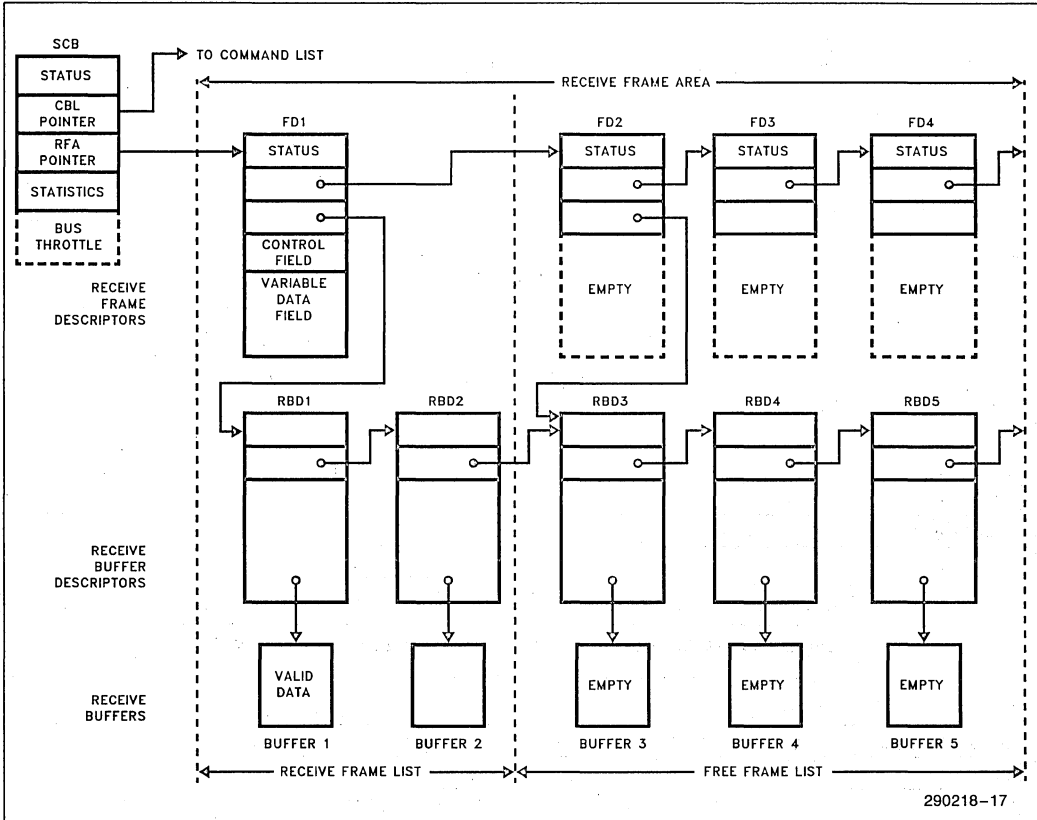 SCB
STATUS
CBL
POINTER
RFA
POINTER
STATISTICS
BUS
THROTTLE
TO COMMAND LIST
RECEIVE FRAME AREA
FD1
STATUS
CONTROL
FIELD
VARIABLE
DATA
FIELD
FD2
STATUS
EMPTY
FD3
STATUS
EMPTY
FD4
STATUS
EMPTY
RECEIVE
FRAME
DESCRIPTORS
RBD1
RBD2
RBD3
RBD4
RBD5
RECEIVE
BUFFER
DESCRIPTORS
RECEIVE
BUFFERS
VALID
DATA
EMPTY
EMPTY
EMPTY
BUFFER 1
BUFFER 2
BUFFER 3
BUFFER 4
BUFFER 5
RECEIVE FRAME LIST
FREE FRAME LIST
290218-17